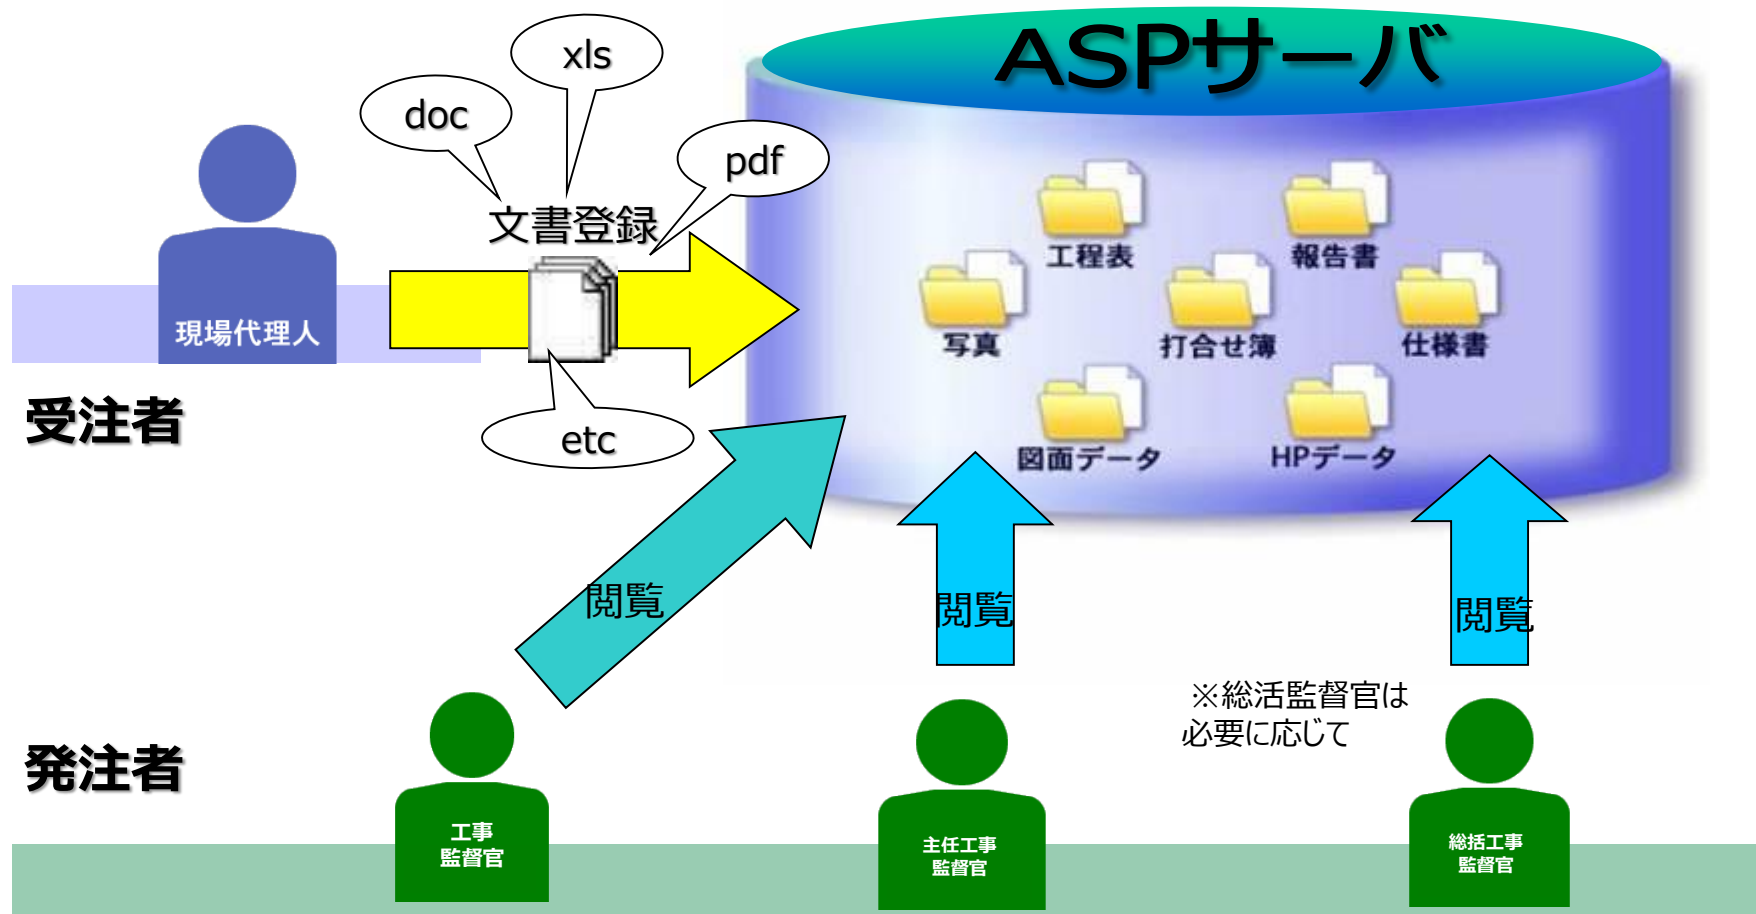 ASPサーバ
xls
doc
pdf
文書登録
工程表
報告書
現場代理人
写真
打合せ簿
仕様書
受注者
etc
図面データ
HPデータ
閲覧
閲覧
閲覧
※総活監督官は
必要に応じて
発注者
工事
監督官
主任工事
監督官
総括工事
監督官